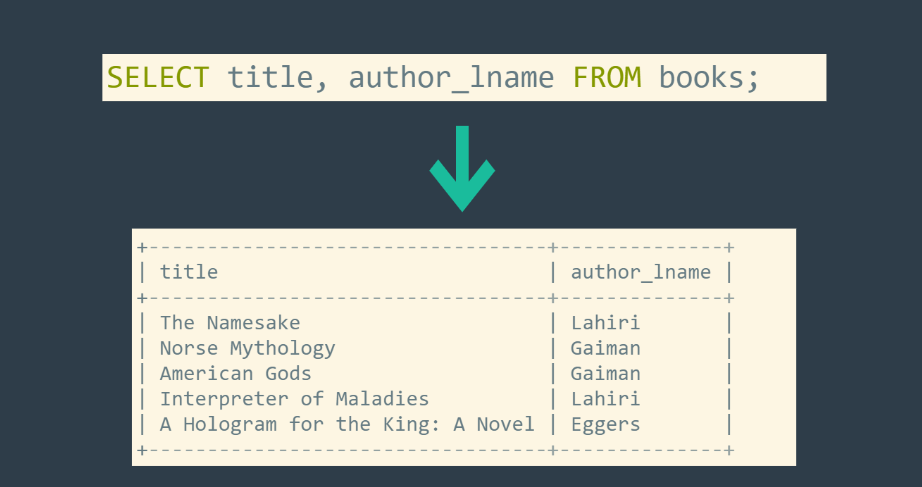 SELECT title, author_lname FROM books;
+----------------------------------+--------------+
| title                            | author_lname |
+----------------------------------+--------------+
| The Namesake                     | Lahiri       |
| Norse Mythology                  | Gaiman       |
| American Gods                    | Gaiman       |
| Interpreter of Maladies          | Lahiri       |
| A Hologram for the King: A Novel | Eggers       |
+----------------------------------+--------------+